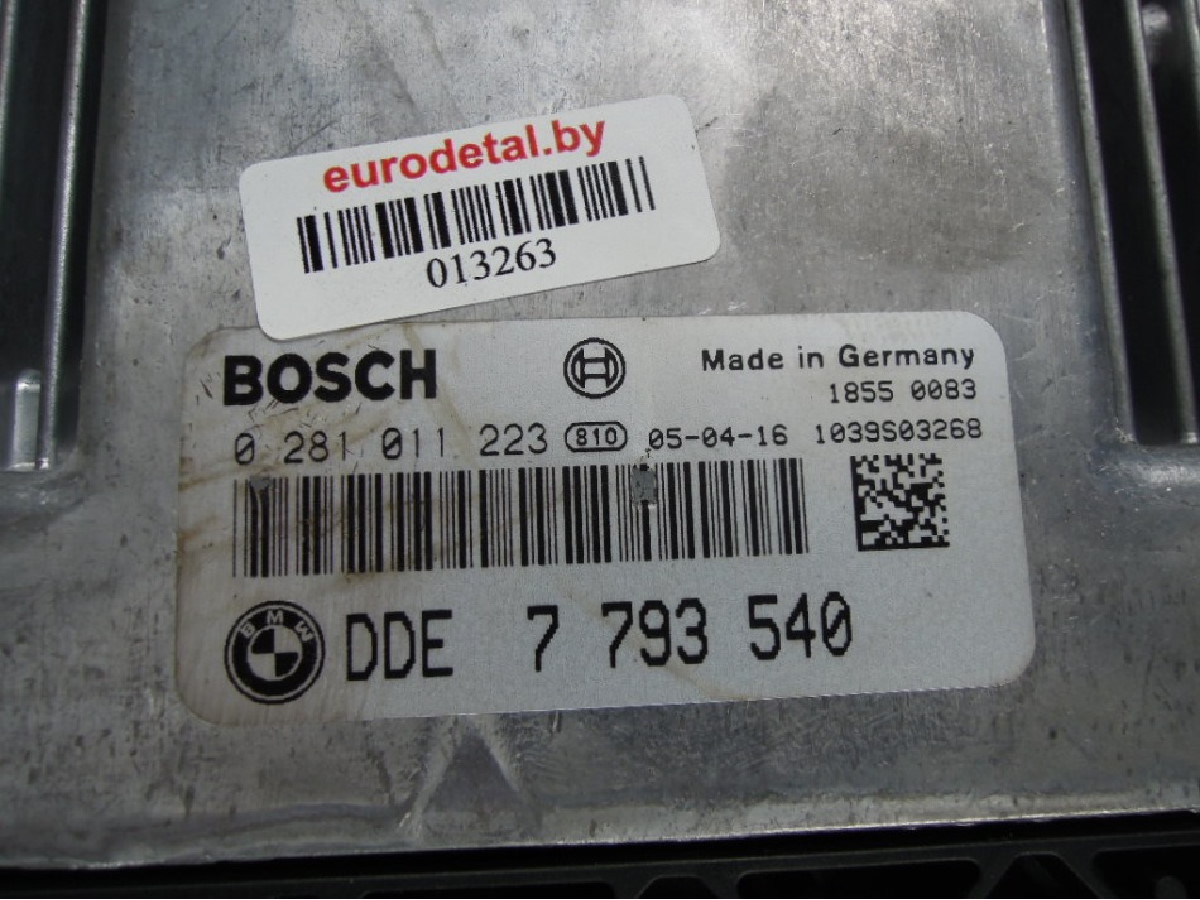 eurodetal.by
013263
BOSCH
Made in Germany
1855 0083
0 281 011 223 810 05-04-16 1039S03268
BMW
DDE 7 793 540